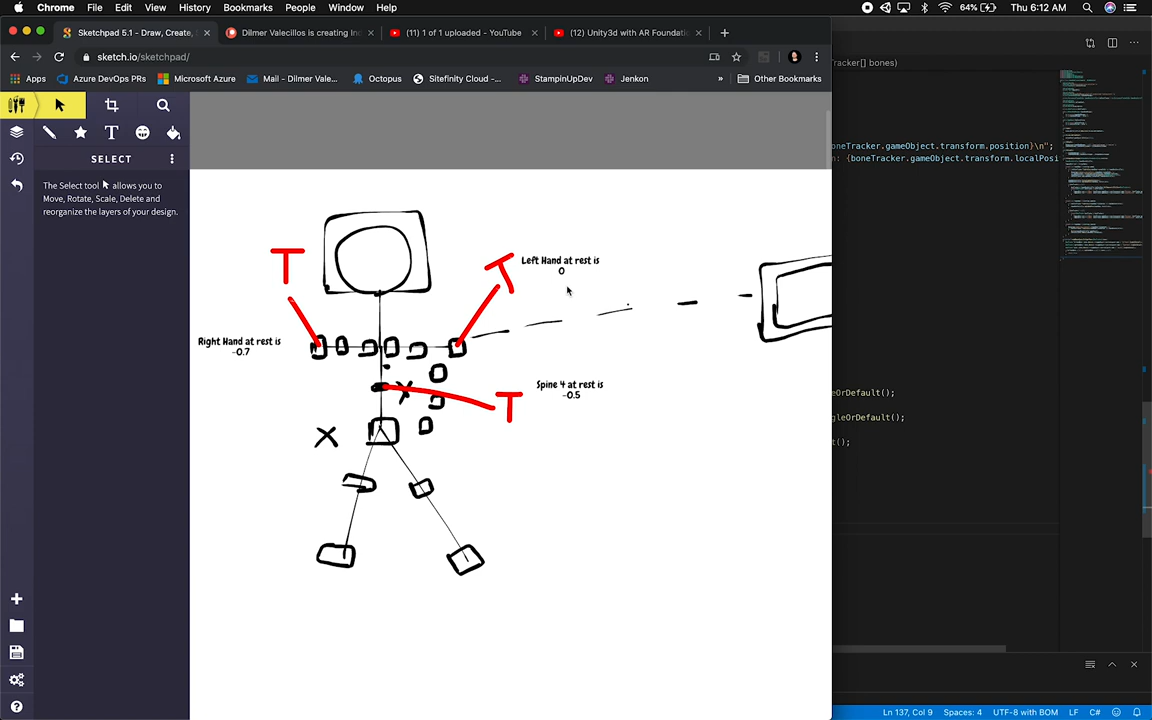 Chrome File Edit View History Bookmarks People Window Help
64% Thu 6:12 AM
Sketchpad 5.1 - Draw, Create,
Dilmer Valecillos is creating Ind
(11) 1 of 1 uploaded - YouTube
(12) Unity3d with AR Foundation
sketch.io/sketchpad/
Apps Azure DevOps PRs Microsoft Azure Mail - Dilmer Vale... Octopus Sitefinity Cloud -... StampinUpDev Jenkon » Other Bookmarks
racker[] bones)
T
SELECT
The Select tool allows you to
Move, Rotate, Scale, Delete and
reorganize the layers of your design.
T
T
Left Hand at rest is
0
Right Hand at rest is
-0.7
X
Spine 4 at rest is
-0.5
T
X
boneTracker.gameObject.transform.position}\n";
n: {boneTracker.gameObject.transform.localPosi
eOrDefault();
gleOrDefault();
t();
Ln 137, Col 9 Spaces: 4 UTF-8 with BOM LF C#